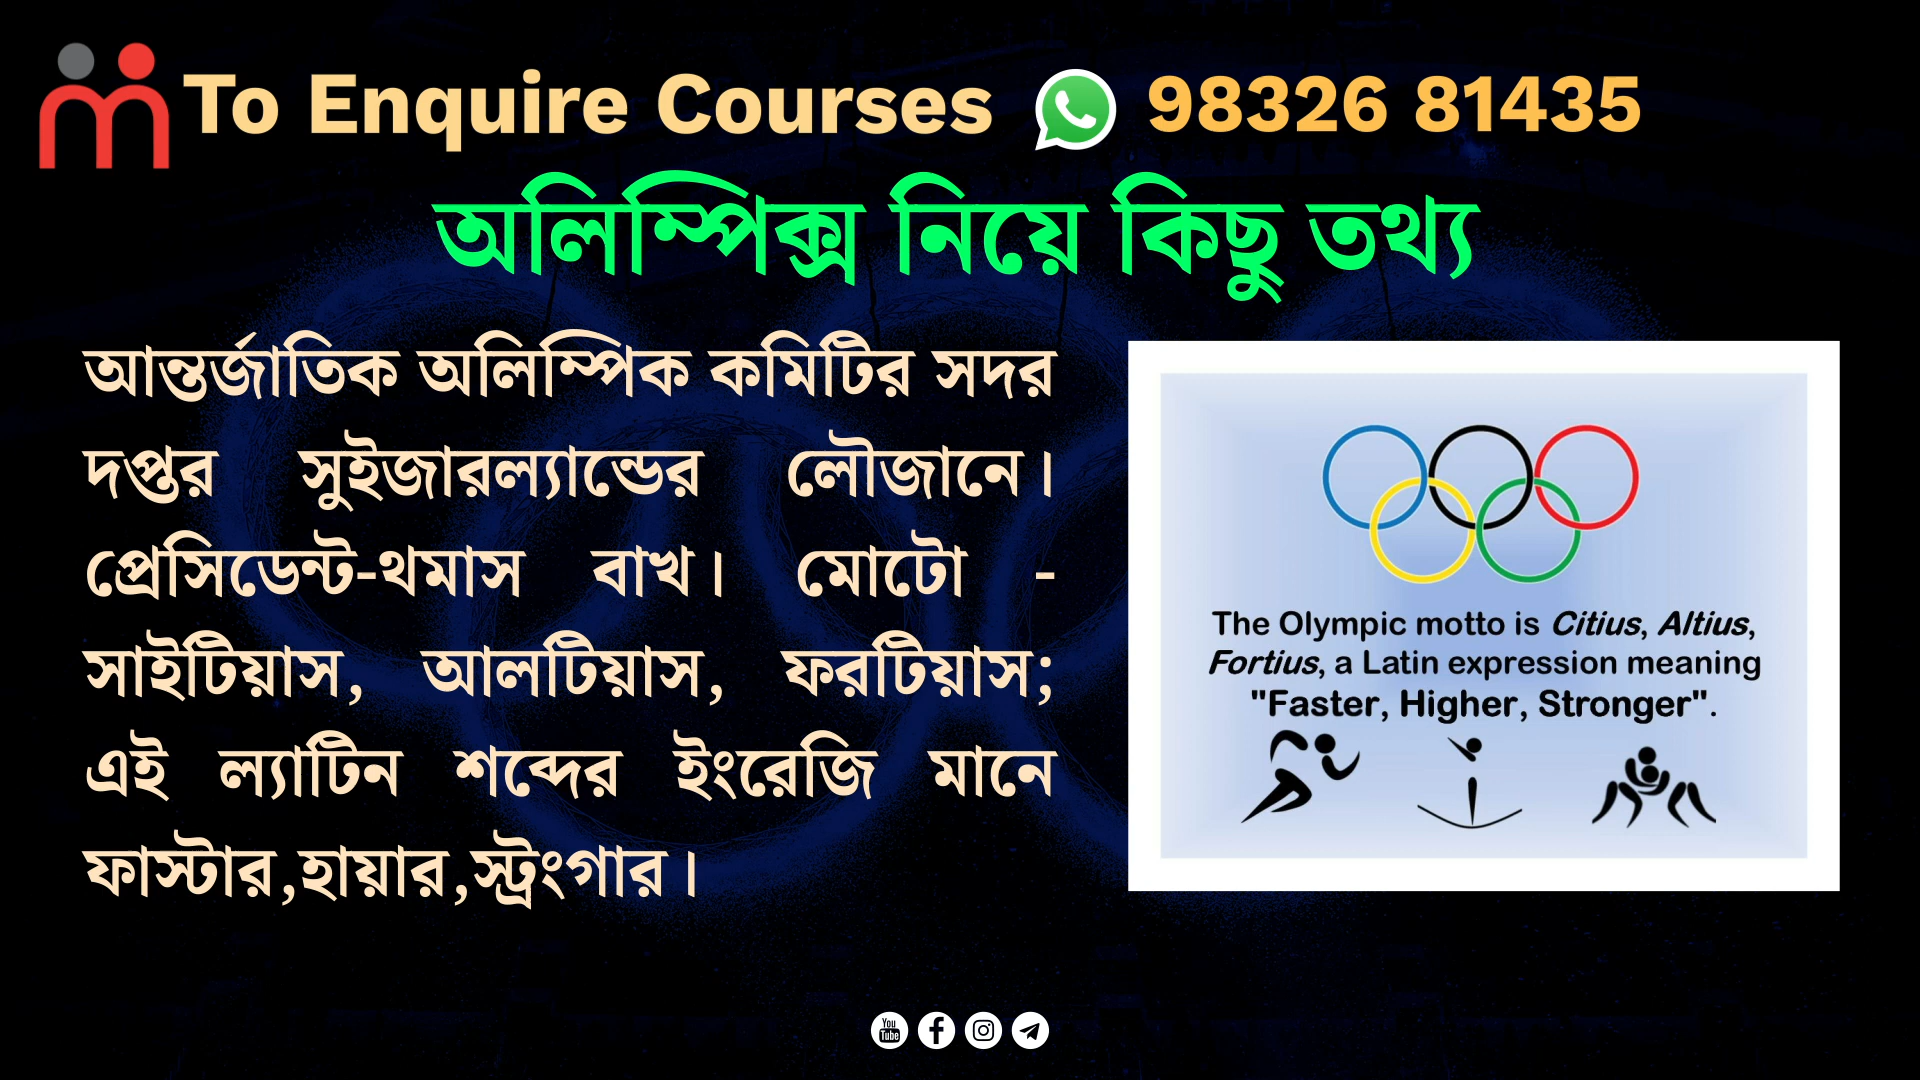 To Enquire Courses 98326 81435
অলিম্পিক্স নিয়ে কিছু তথ্য
আন্তর্জাতিক অলিম্পিক কমিটির সদর
দপ্তর সুইজারল্যান্ডের লৌজানে।
প্রেসিডেন্ট-থমাস বাখ। মোটো -
সাইটিয়াস, আলটিয়াস, ফরটিয়াস;
এই ল্যাটিন শব্দের ইংরেজি মানে
ফাস্টার,হায়ার,স্ট্রংগার।
The Olympic motto is Citius, Altius,
Fortius, a Latin expression meaning
"Faster, Higher, Stronger".
You
Tube